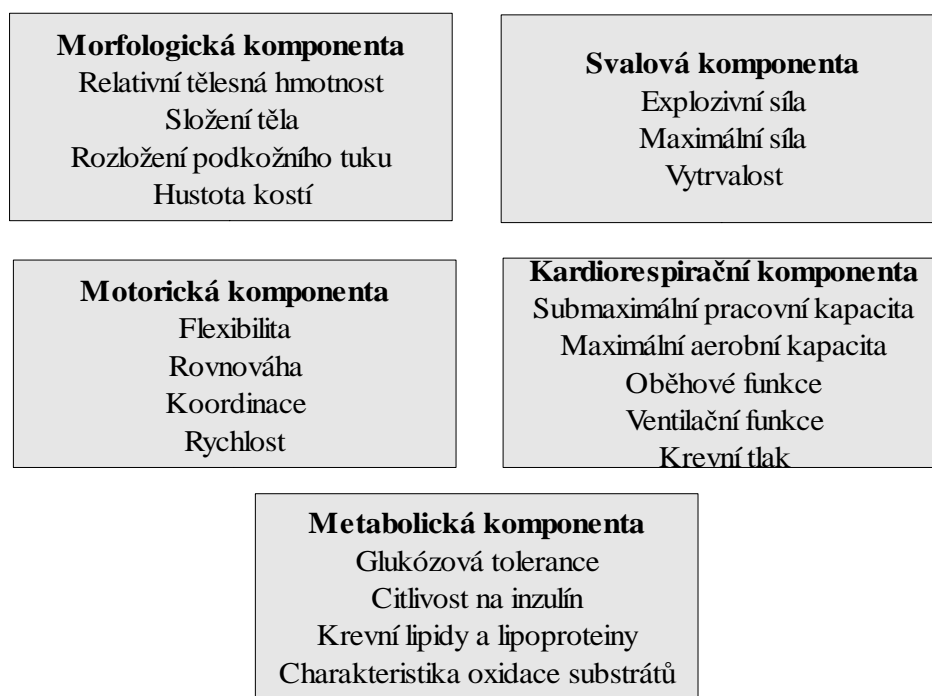 Morfologická komponenta
Relativní tělesná hmotnost
Složení těla
Rozložení podkožního tuku
Hustota kostí
Svalová komponenta
Explozivní síla
Maximální síla
Vytrvalost
Motorická komponenta
Flexibilita
Rovnováha
Koordinace
Rychlost
Kardiorespirační komponenta
Submaximální pracovní kapacita
Maximální aerobní kapacita
Oběhové funkce
Ventilační funkce
Krevní tlak
Metabolická komponenta
Glukózová tolerance
Citlivost na inzulín
Krevní lipidy a lipoproteiny
Charakteristika oxidace substrátů